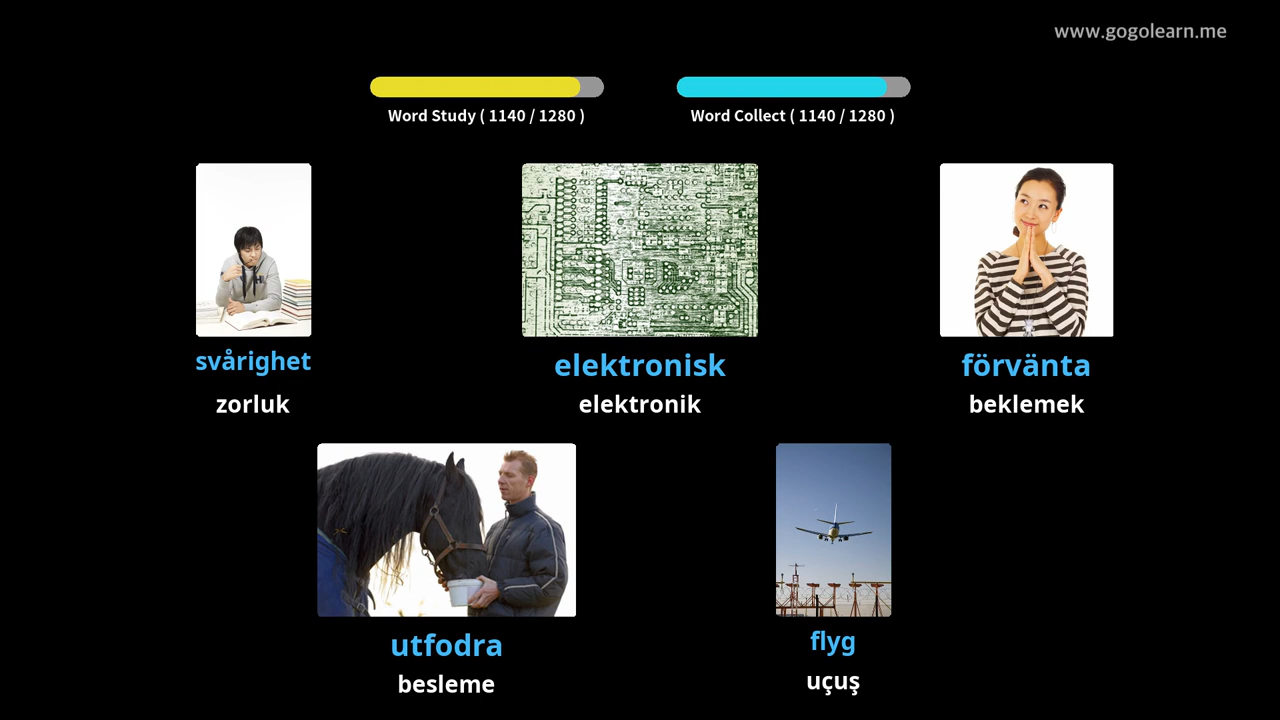 www.gogolearn.me
Word Study ( 1140 / 1280 )
Word Collect ( 1140 / 1280 )
svårighet
zorluk
elektronisk
elektronik
förvänta
beklemek
utfodra
besleme
flyg
uçuş